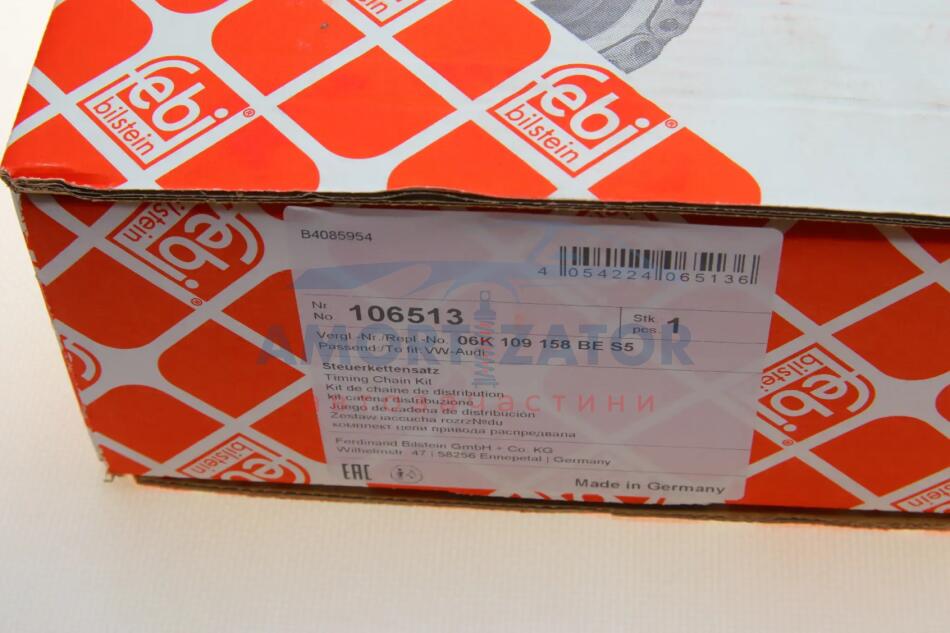 febi
bilstein
®
febi
bilstein
®
febi
bilstein
®
B4085954
4 054224 065136
Nr.
No. 106513
Stk.
pcs. 1
Vergl.-Nr./Repl.-No. 06K 109 158 BE S5
Passend:/To fit: VW-Audi
Steuerkettensatz
Timing Chain Kit
Kit de chaîne de distribution
kit catena distribuzione
Juego de cadena de distribución
комплект цепи привода распредвала
Ferdinand Bilstein GmbH + Co. KG
Wilhelmstr. 47 | 58256 Ennepetal | Germany
EAC
Made in Germany
AMORTIZATOR
febi
bilstein
®